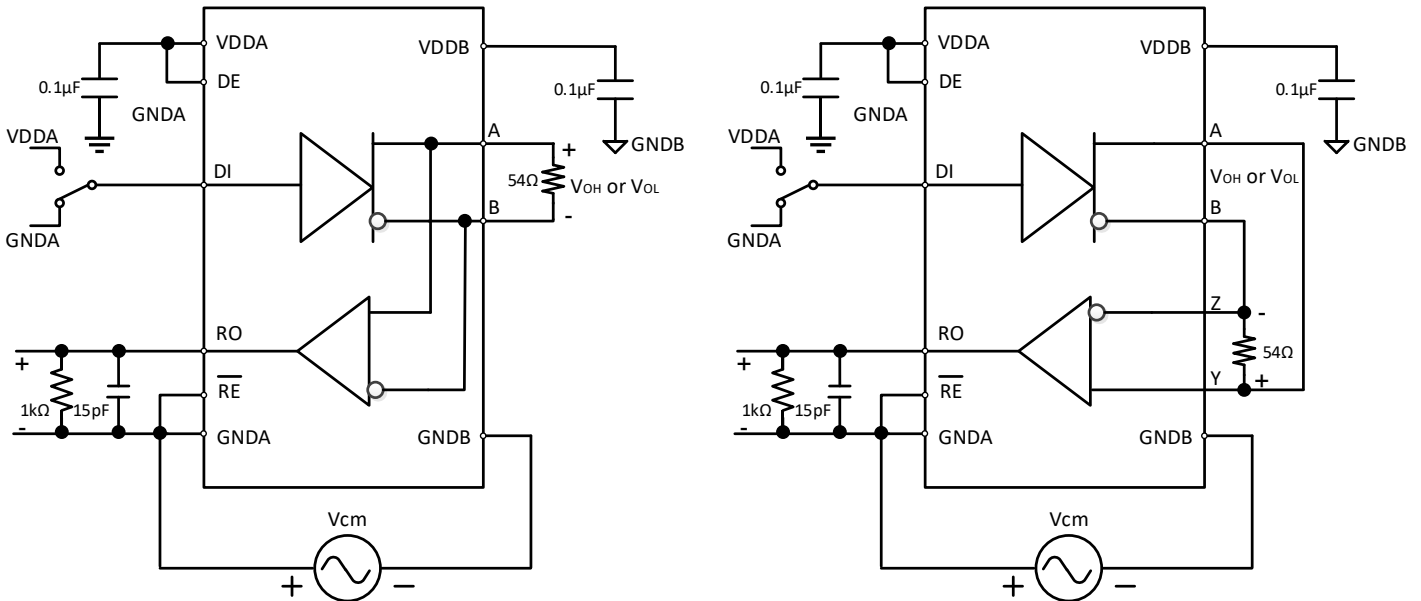 VDDA
VDDB
DE
0.1µF
GNDA
0.1µF
GNDB
VDDA
A
+
DI
54Ω
VOH or VOL
B
-
GNDA
RO
+
RE
1kΩ
15pF
-
GNDA
GNDB
Vcm
+
−
VDDA
VDDB
DE
0.1µF
GNDA
0.1µF
GNDB
VDDA
A
DI
VOH or VOL
B
GNDA
Z
-
RO
54Ω
+
RE
Y
+
1kΩ
15pF
-
GNDA
GNDB
Vcm
+
−